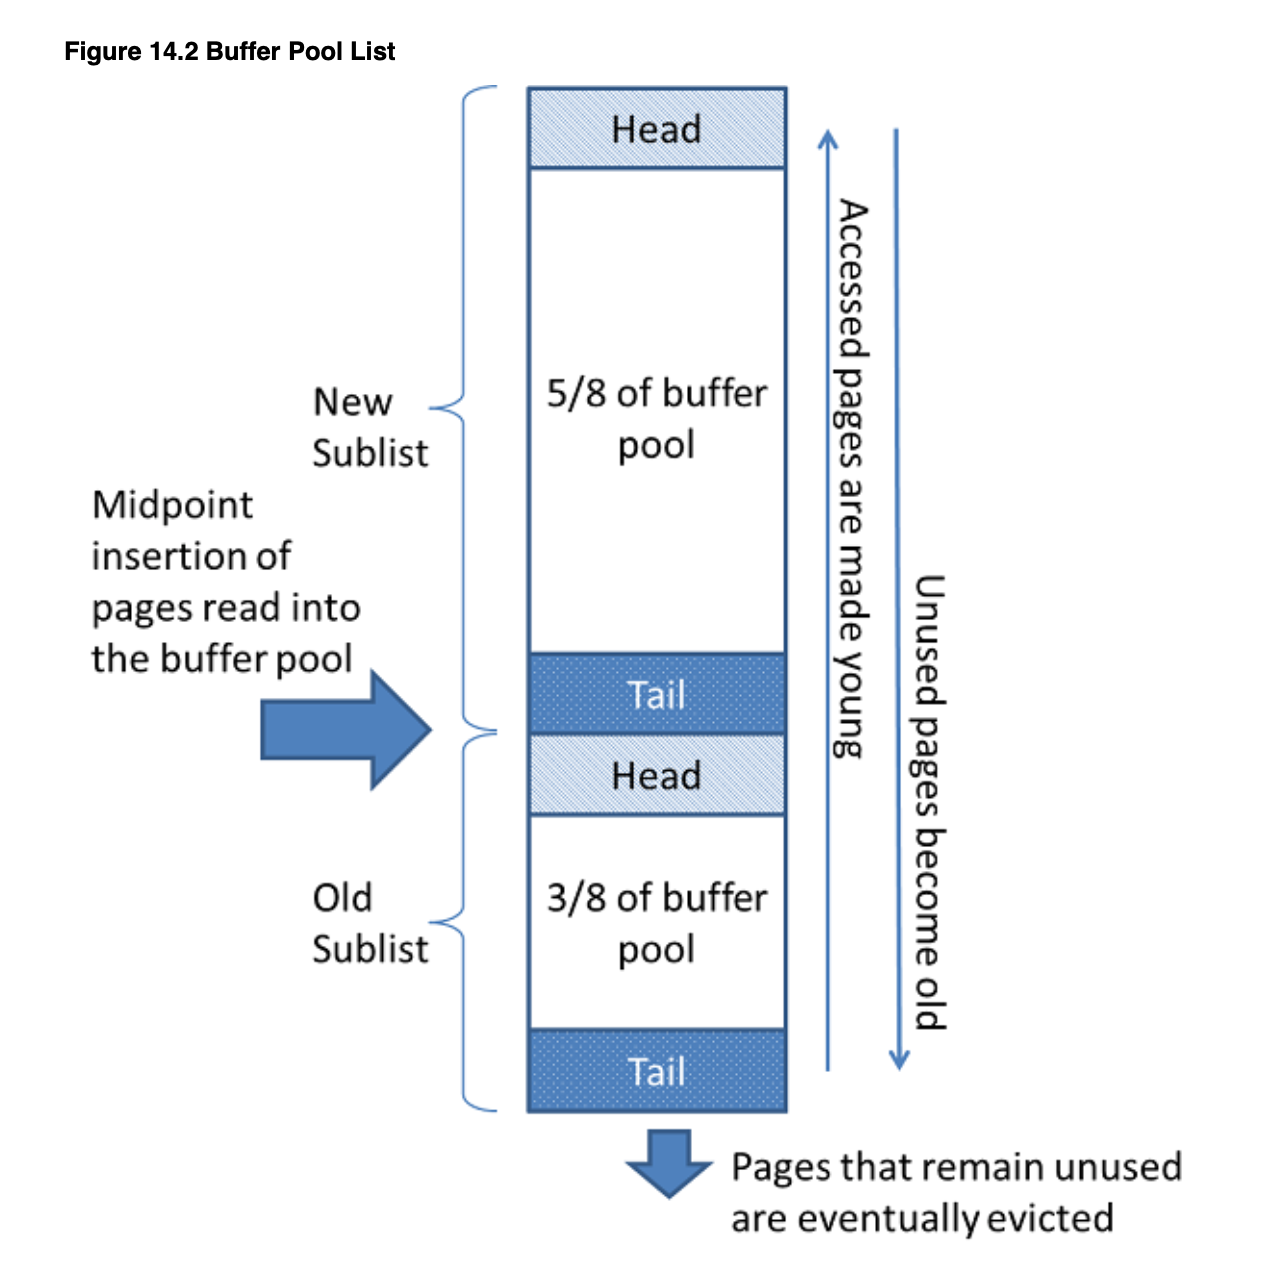 Figure 14.2 Buffer Pool List
Head
5/8 of buffer
pool
New
Sublist
Midpoint
insertion of
pages read into
the buffer pool
Tail
Head
3/8 of buffer
pool
Old
Sublist
Tail
Accessed pages are made young
Unused pages become old
Pages that remain unused
are eventually evicted